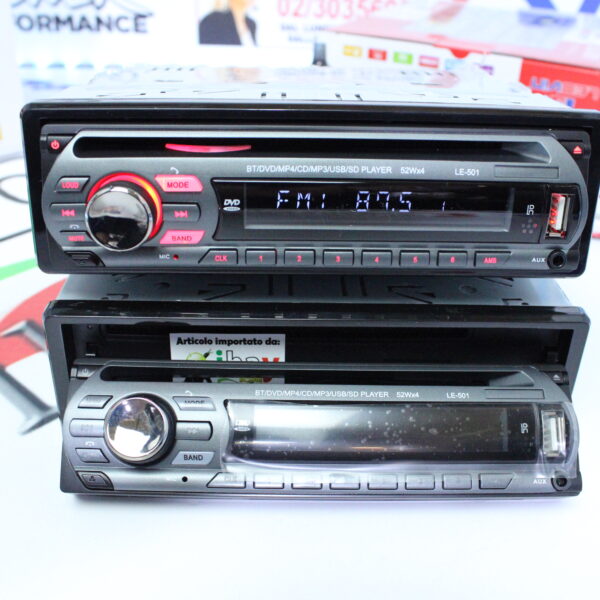 ORMANCE
02/303568
BT/DVD/MP4/CD/MP3/USB/SD PLAYER 52Wx4 LE-501
LOUD
MODE
DVD
FM1 87.5
MUTE
BAND
MIC
CLK 1 2 3 4 5 6 AMS
AUX
Articolo importato da:
BT/DVD/MP4/CD/MP3/USB/SD PLAYER 52Wx4 LE-501
MODE
BAND
AUX